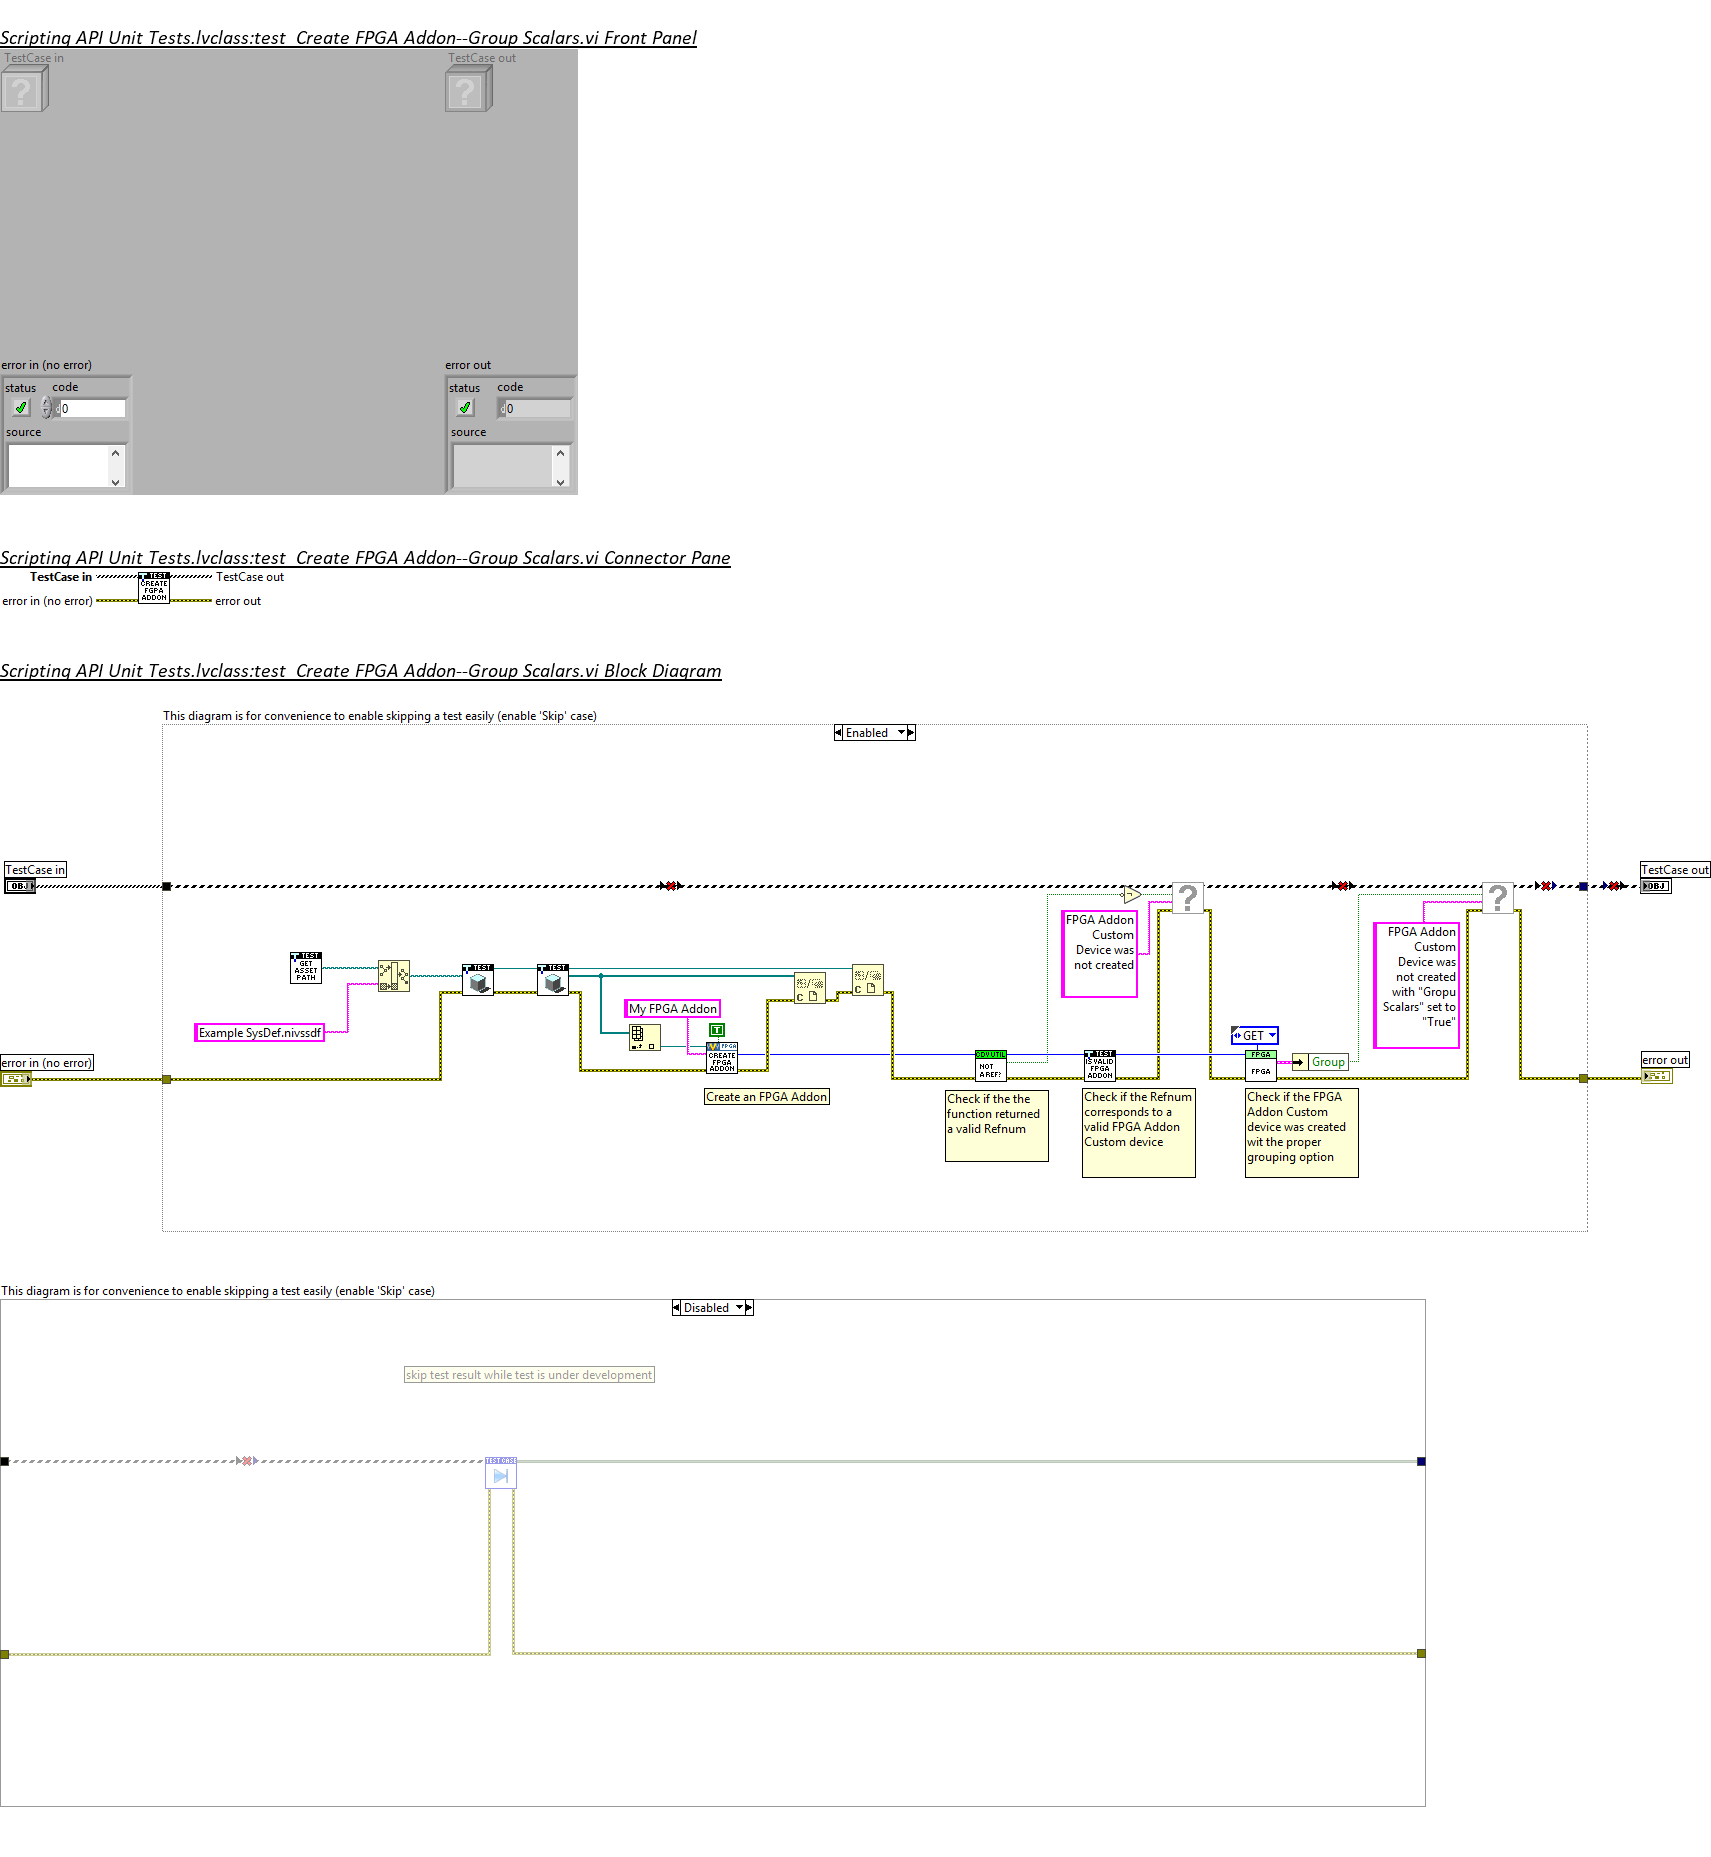 Scripting API Unit Tests.lvclass:test_Create FPGA Addon--Group Scalars.vi Front Panel
TestCase in
TestCase out
error in (no error)
error out
status
code
status
code
0
0
source
source
Scripting API Unit Tests.lvclass:test_Create FPGA Addon--Group Scalars.vi Connector Pane
TestCase in
TEST
TestCase out
CREATE
FGPA
ADDON
error in (no error)
error out
Scripting API Unit Tests.lvclass:test_Create FPGA Addon--Group Scalars.vi Block Diagram
This diagram is for convenience to enable skipping a test easily (enable 'Skip' case)
Enabled
TestCase in
OBJ
TestCase out
OBJ
FPGA Addon
Custom
Device was
not created
FPGA Addon
Custom
Device was
not created
with "Gropu
Scalars" set to
"True"
TEST
GET
ASSET
PATH
TEST
TEST
Example SysDef.nivssdf
My FPGA Addon
T
FPGA
CREATE
FPGA
ADDON
GET
error in (no error)
error out
CDV UTIL
NOT
A REF?
TEST
IS VALID
FPGA
ADDON
FPGA
FPGA
Group
Create an FPGA Addon
Check if the the
function returned
a valid Refnum
Check if the Refnum
corresponds to a
valid FPGA Addon
Custom device
Check if the FPGA
Addon Custom
device was created
wit the proper
grouping option
This diagram is for convenience to enable skipping a test easily (enable 'Skip' case)
Disabled
skip test result while test is under development
TEST CASE